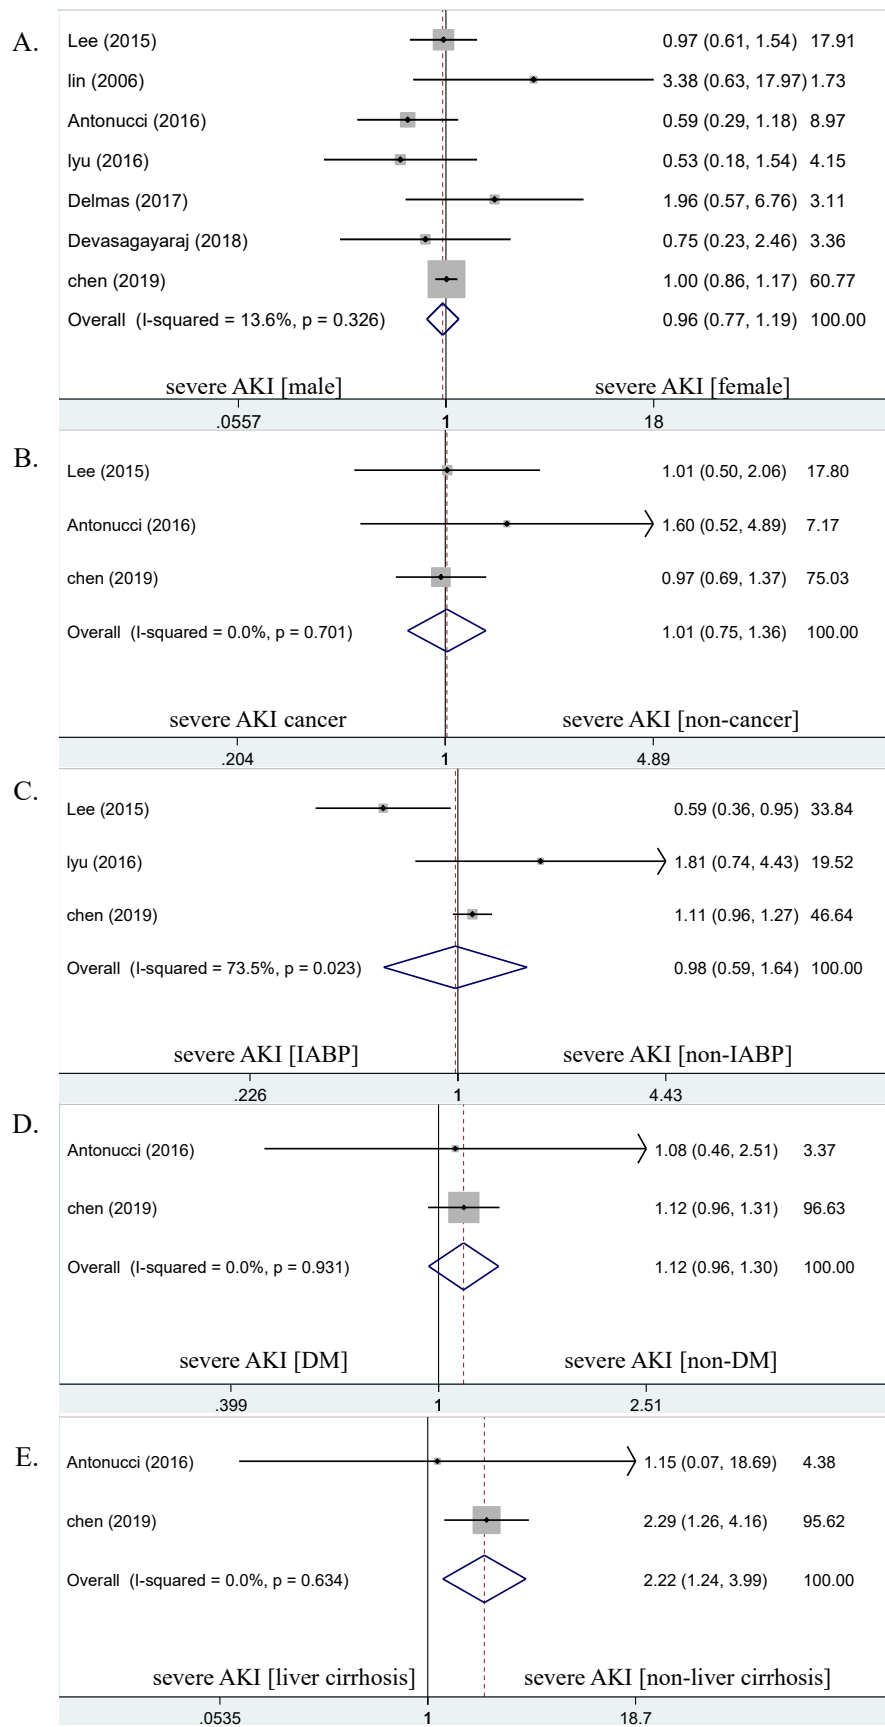 A.
Lee (2015) 0.97 (0.61, 1.54) 17.91
lin (2006) 3.38 (0.63, 17.97) 1.73
Antonucci (2016) 0.59 (0.29, 1.18) 8.97
lyu (2016) 0.53 (0.18, 1.54) 4.15
Delmas (2017) 1.96 (0.57, 6.76) 3.11
Devasagayaraj (2018) 0.75 (0.23, 2.46) 3.36
chen (2019) 1.00 (0.86, 1.17) 60.77
Overall (I-squared = 13.6%, p = 0.326) 0.96 (0.77, 1.19) 100.00
severe AKI [male] severe AKI [female]
.0557 1 18
B.
Lee (2015) 1.01 (0.50, 2.06) 17.80
Antonucci (2016) 1.60 (0.52, 4.89) 7.17
chen (2019) 0.97 (0.69, 1.37) 75.03
Overall (I-squared = 0.0%, p = 0.701) 1.01 (0.75, 1.36) 100.00
severe AKI cancer severe AKI [non-cancer]
.204 1 4.89
C.
Lee (2015) 0.59 (0.36, 0.95) 33.84
lyu (2016) 1.81 (0.74, 4.43) 19.52
chen (2019) 1.11 (0.96, 1.27) 46.64
Overall (I-squared = 73.5%, p = 0.023) 0.98 (0.59, 1.64) 100.00
severe AKI [IABP] severe AKI [non-IABP]
.226 1 4.43
D.
Antonucci (2016) 1.08 (0.46, 2.51) 3.37
chen (2019) 1.12 (0.96, 1.31) 96.63
Overall (I-squared = 0.0%, p = 0.931) 1.12 (0.96, 1.30) 100.00
severe AKI [DM] severe AKI [non-DM]
.399 1 2.51
E.
Antonucci (2016) 1.15 (0.07, 18.69) 4.38
chen (2019) 2.29 (1.26, 4.16) 95.62
Overall (I-squared = 0.0%, p = 0.634) 2.22 (1.24, 3.99) 100.00
severe AKI [liver cirrhosis] severe AKI [non-liver cirrhosis]
.0535 1 18.7